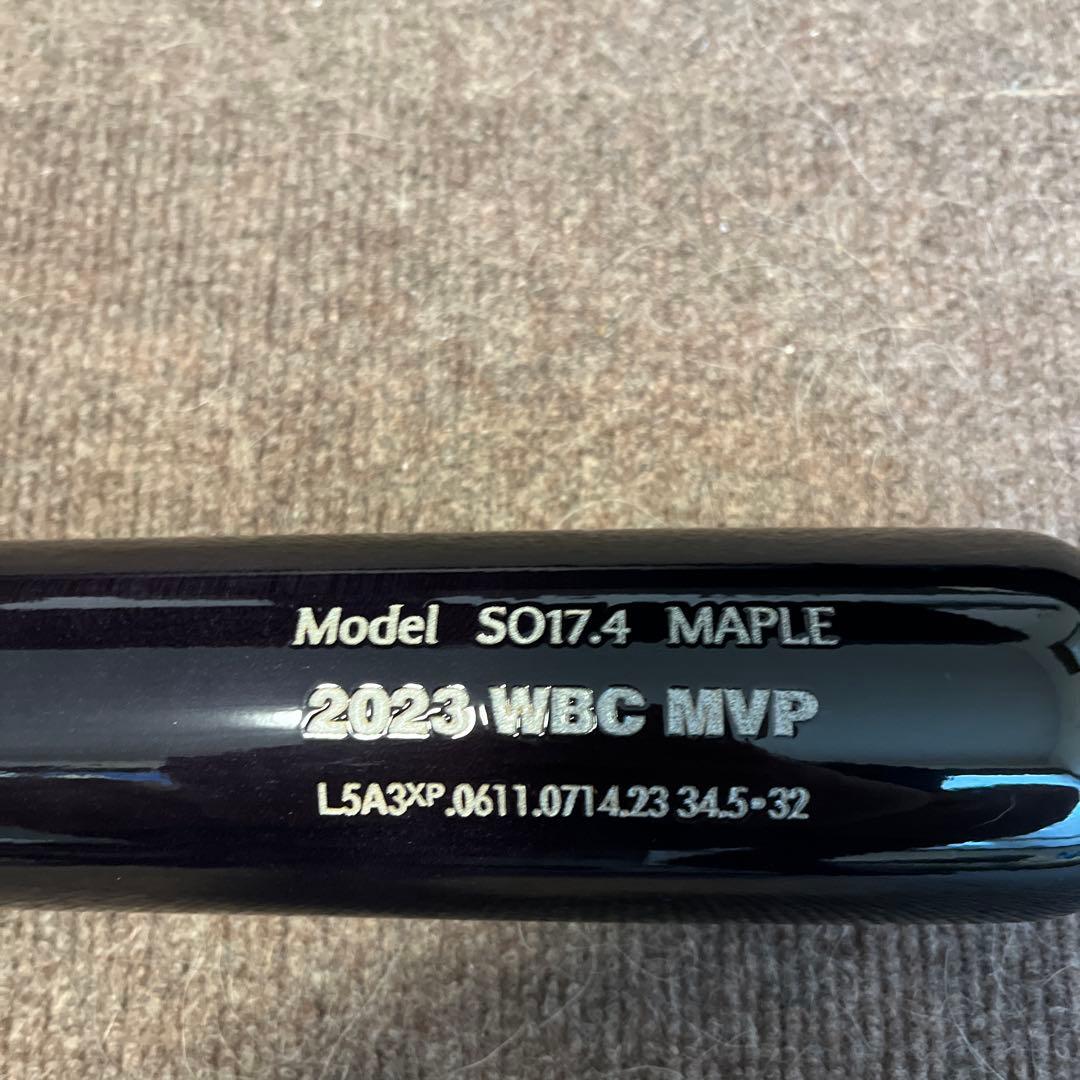 Model SO17.4 MAPLE
2023 WBC MVP
L5A3XP.0611.0714.23 34.5•32